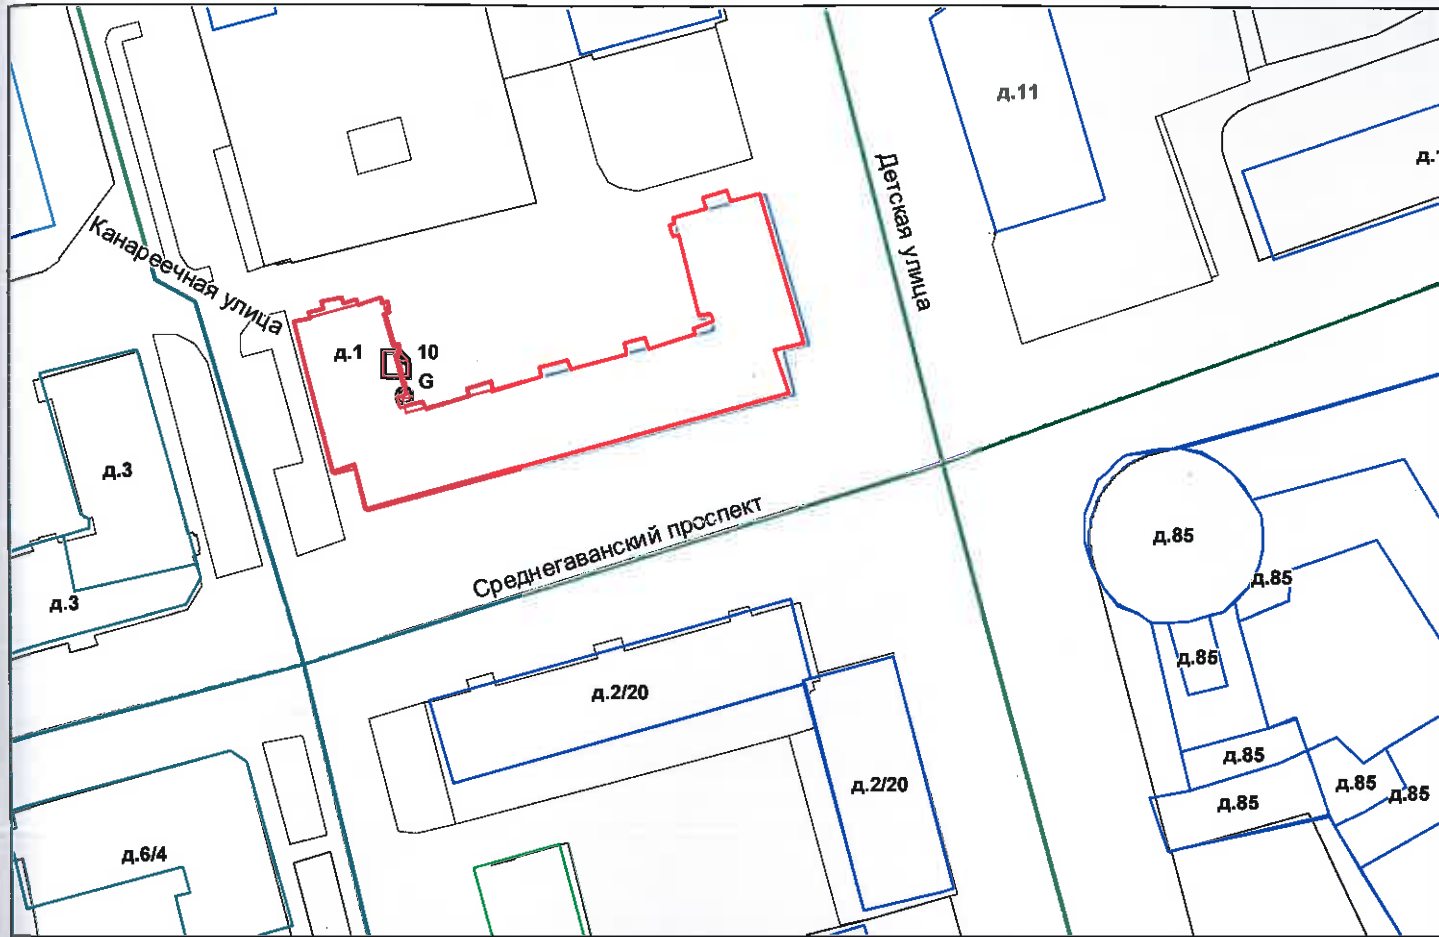 д.11
д.1
Детская улица
Канареечная улица
д.1
10
G
д.3
д.3
Среднегаванский проспект
д.85
д.85
д.85
д.2/20
д.85
д.2/20
д.85
д.85
д.85
д.6/4